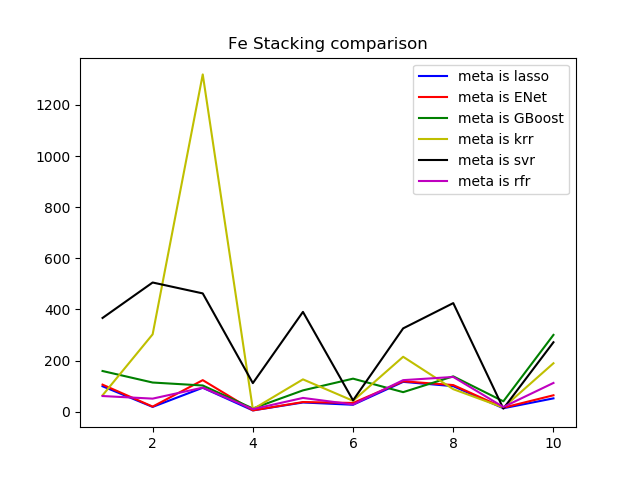 Fe Stacking comparison
meta is lasso
meta is ENet
meta is GBoost
meta is krr
meta is svr
meta is rfr
1200
1000
800
600
400
200
0
2 4 6 8 10